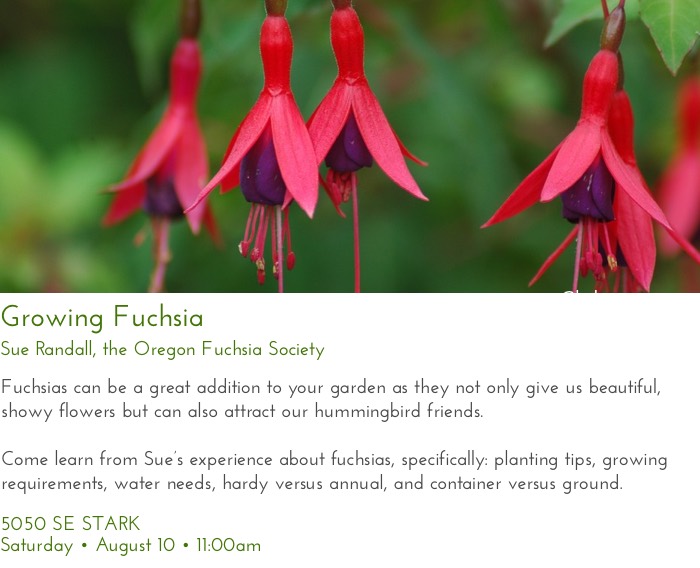 Growing Fuchsia
Sue Randall, the Oregon Fuchsia Society
Fuchsias can be a great addition to your garden as they not only give us beautiful,
showy flowers but can also attract our hummingbird friends.
Come learn from Sue's experience about fuchsias, specifically: planting tips, growing
requirements, water needs, hardy versus annual, and container versus ground.
5050 SE STARK
Saturday • August 10 • 11:00am